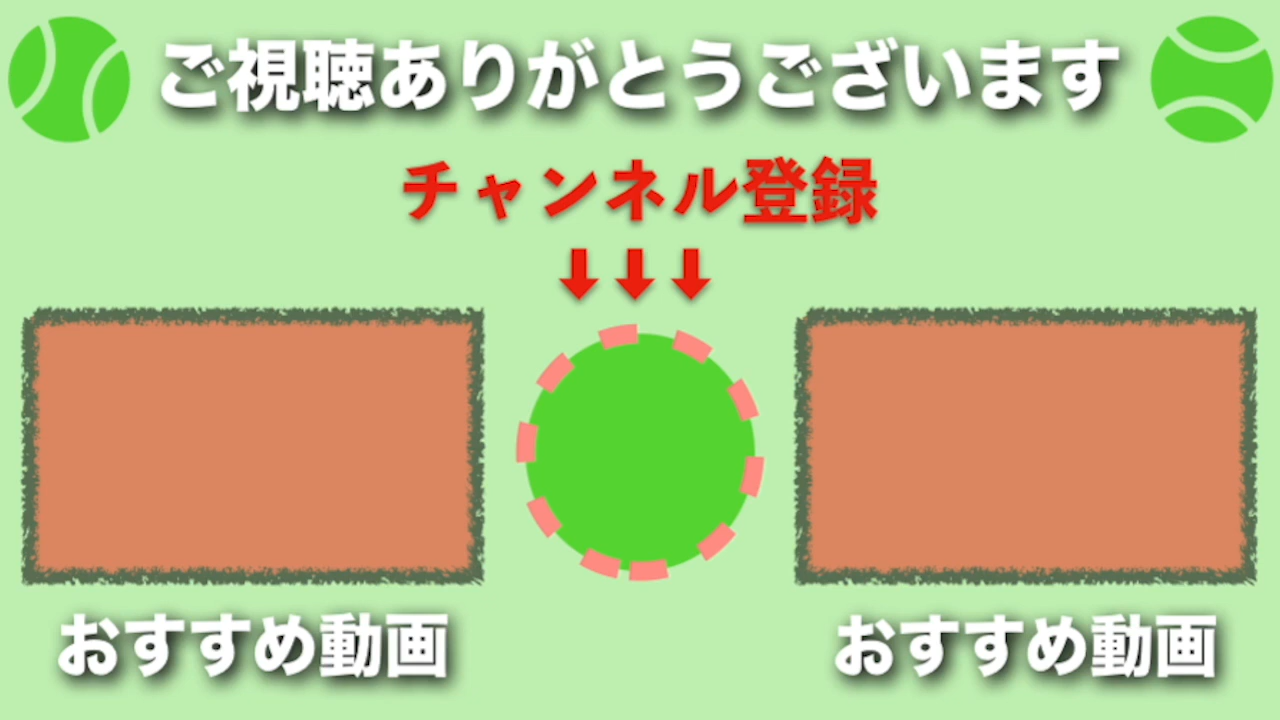 ご視聴ありがとうございます
チャンネル登録
おすすめ動画
おすすめ動画